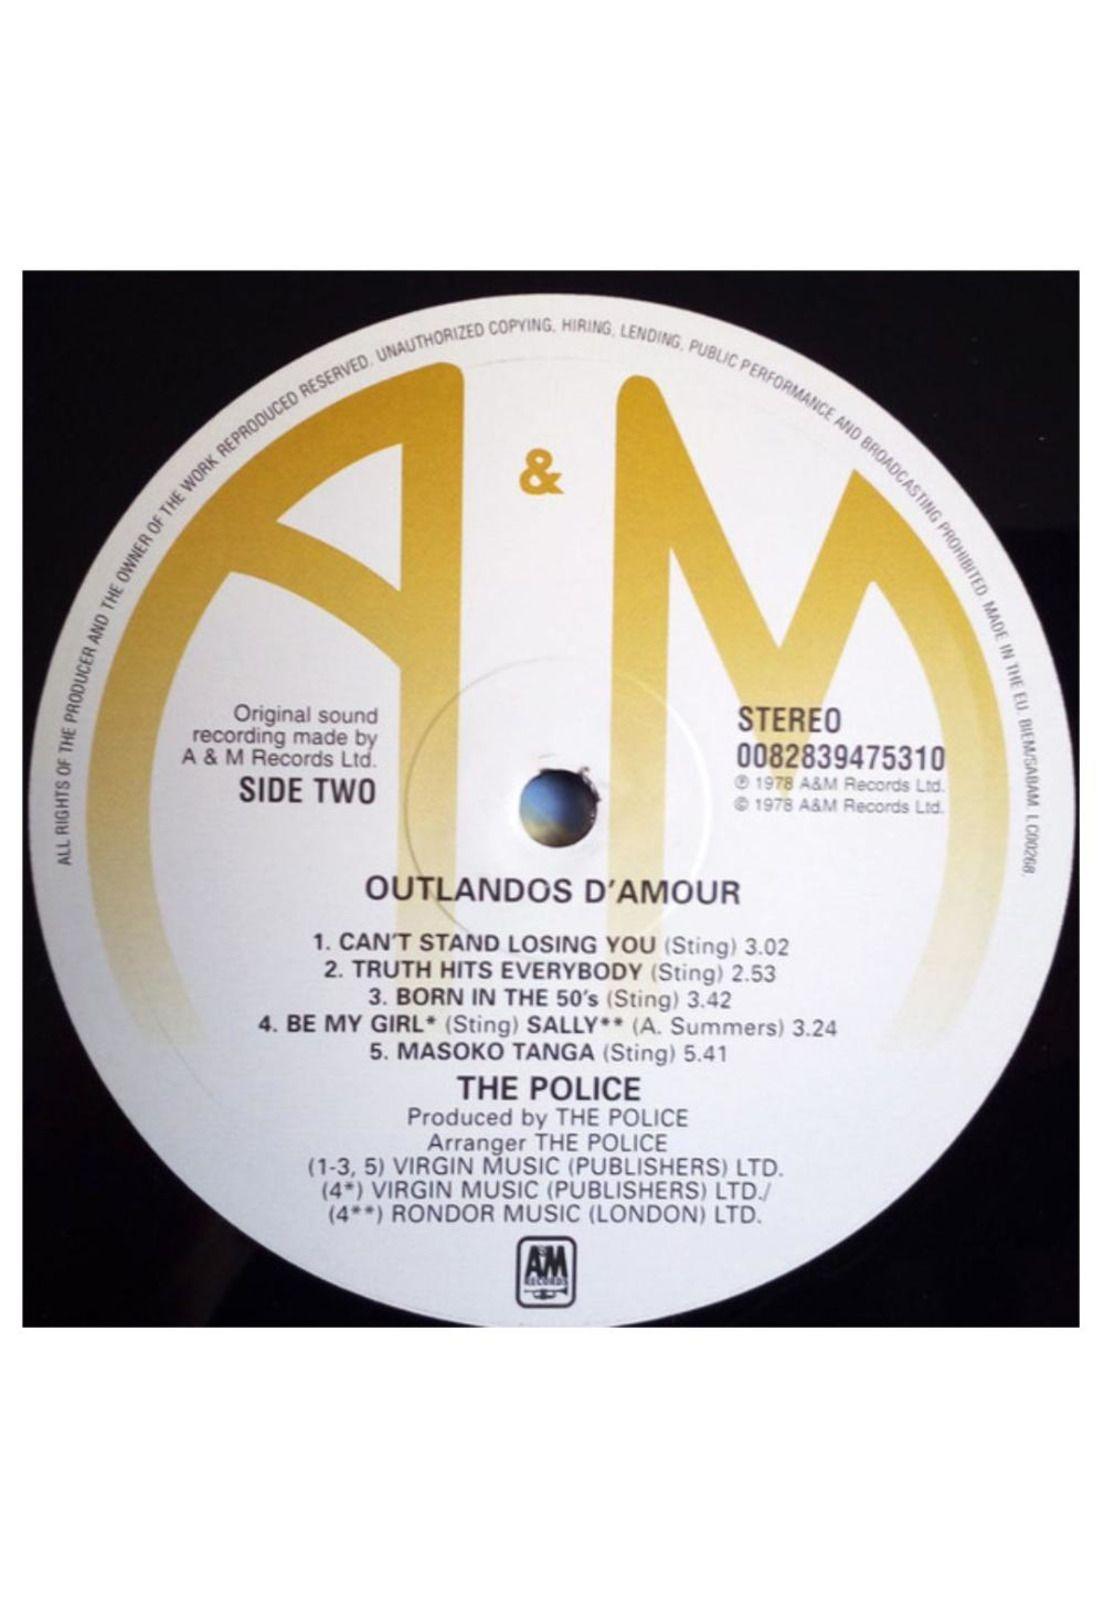 ALL RIGHTS OF THE PRODUCER AND THE OWNER OF THE WORK REPRODUCED RESERVED. UNAUTHORIZED COPYING, HIRING, LENDING, PUBLIC PERFORMANCE AND BROADCASTING PROHIBITED. MADE IN THE EU. BIEM/SABAM. LC00268.
A & M
Original sound
recording made by
A & M Records Ltd.
SIDE TWO
STEREO
0082839475310
℗ 1978 A&M Records Ltd.
© 1978 A&M Records Ltd.
OUTLANDOS D'AMOUR
1. CAN'T STAND LOSING YOU (Sting) 3.02
2. TRUTH HITS EVERYBODY (Sting) 2.53
3. BORN IN THE 50's (Sting) 3.42
4. BE MY GIRL* (Sting) SALLY** (A. Summers) 3.24
5. MASOKO TANGA (Sting) 5.41
THE POLICE
Produced by THE POLICE
Arranger THE POLICE
(1-3, 5) VIRGIN MUSIC (PUBLISHERS) LTD.
(4*) VIRGIN MUSIC (PUBLISHERS) LTD./
(4**) RONDOR MUSIC (LONDON) LTD.
A&M
RECORDS